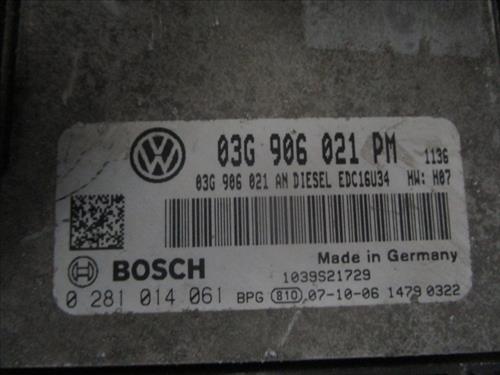 03G 906 021 PM 1136
03G 906 021 AN DIESEL EDC16U34 HW: H07
Made in Germany
BOSCH 1039S21729
0 281 014 061 BPG 810 07-10-06 1479 0322